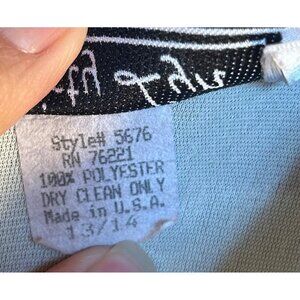 Style# 5676
RN 76221
100% POLYESTER
DRY CLEAN ONLY
Made in U.S.A.
13/14